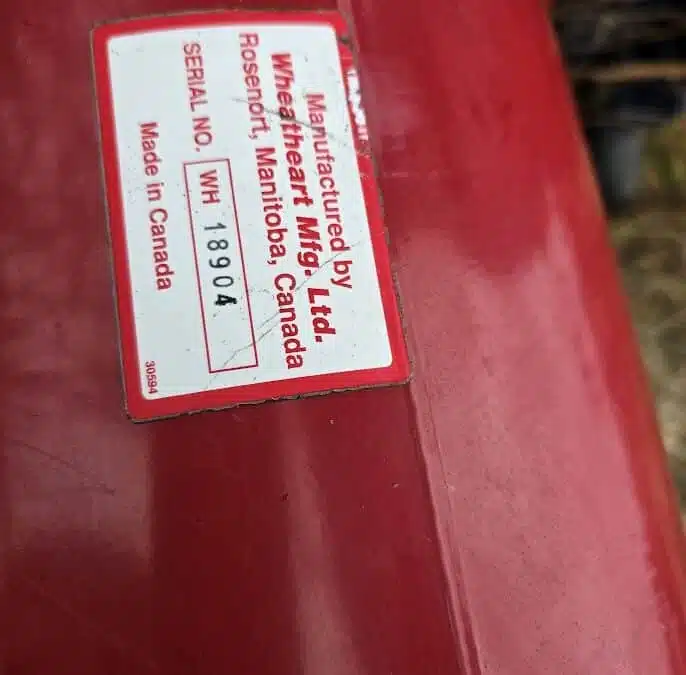 Manufactured by
Wheatheart Mfg. Ltd.
Rosenort, Manitoba, Canada
SERIAL NO. WH 18904
Made in Canada
30594